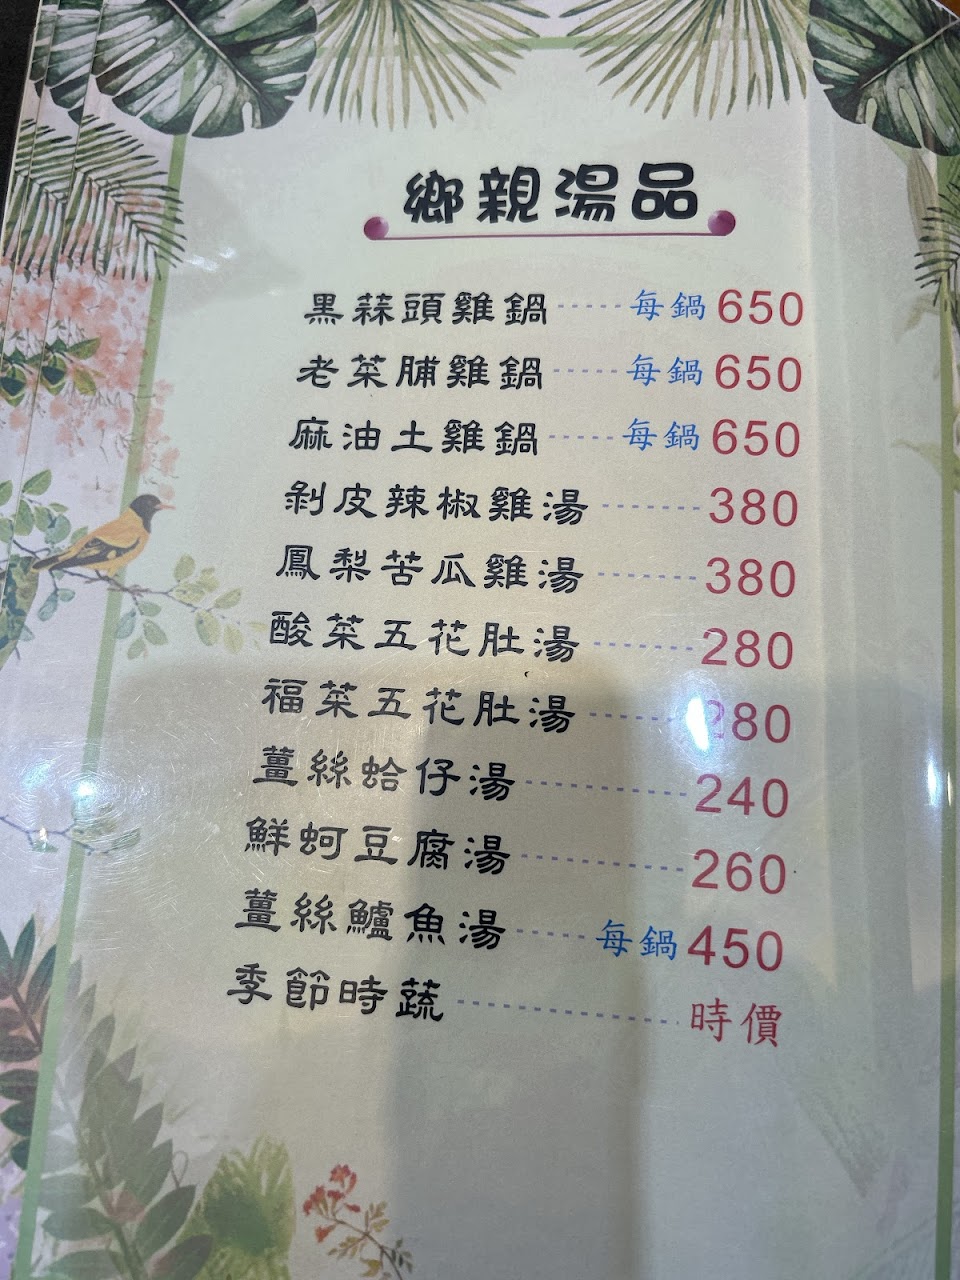 鄉親湯品
黑蒜頭雞鍋 每鍋650
老菜脯雞鍋 每鍋650
麻油土雞鍋 每鍋650
剝皮辣椒雞湯 380
鳳梨苦瓜雞湯 380
酸菜五花肚湯 280
福菜五花肚湯 280
薑絲蛤仔湯 240
鮮蚵豆腐湯 260
薑絲鱸魚湯 每鍋450
季節時蔬 時價